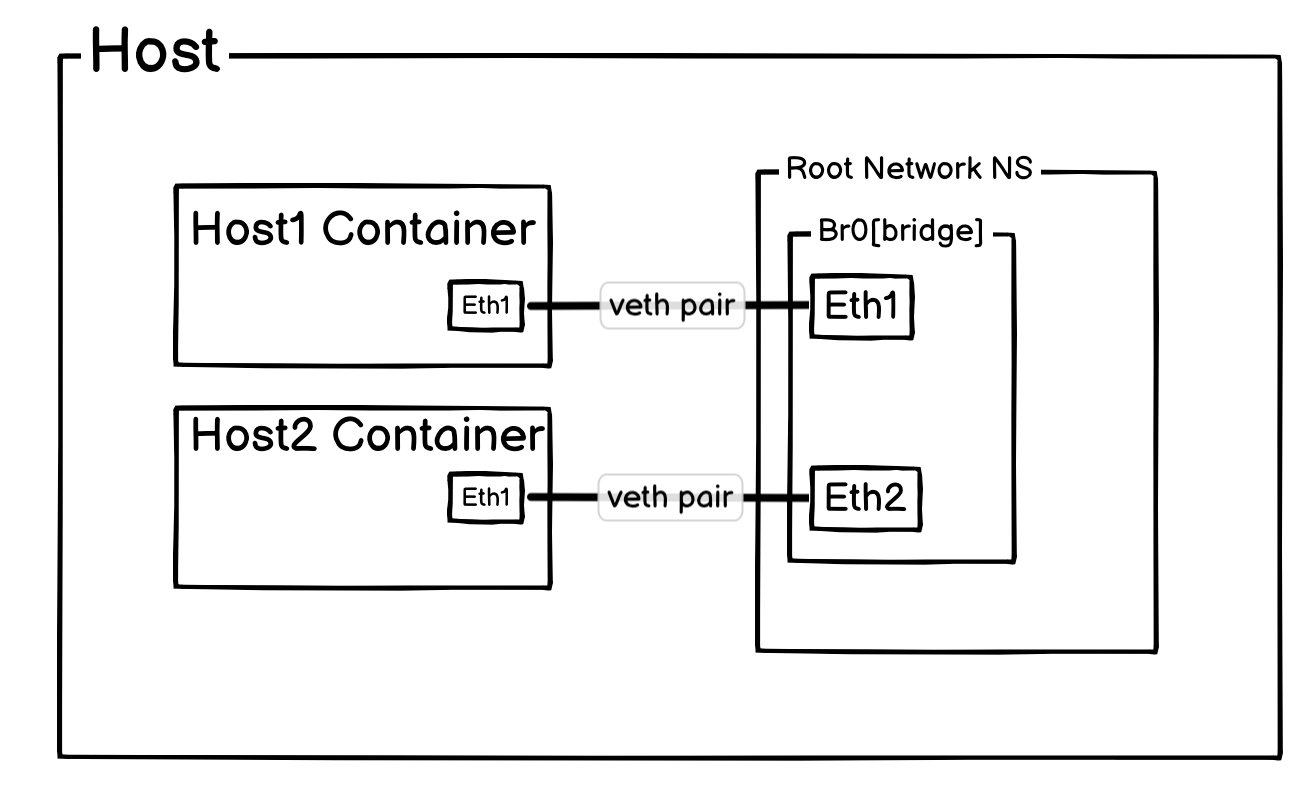 Host
Root Network NS
Host1 Container
Br0[bridge]
Eth1
veth pair
Eth1
Host2 Container
Eth1
veth pair
Eth2